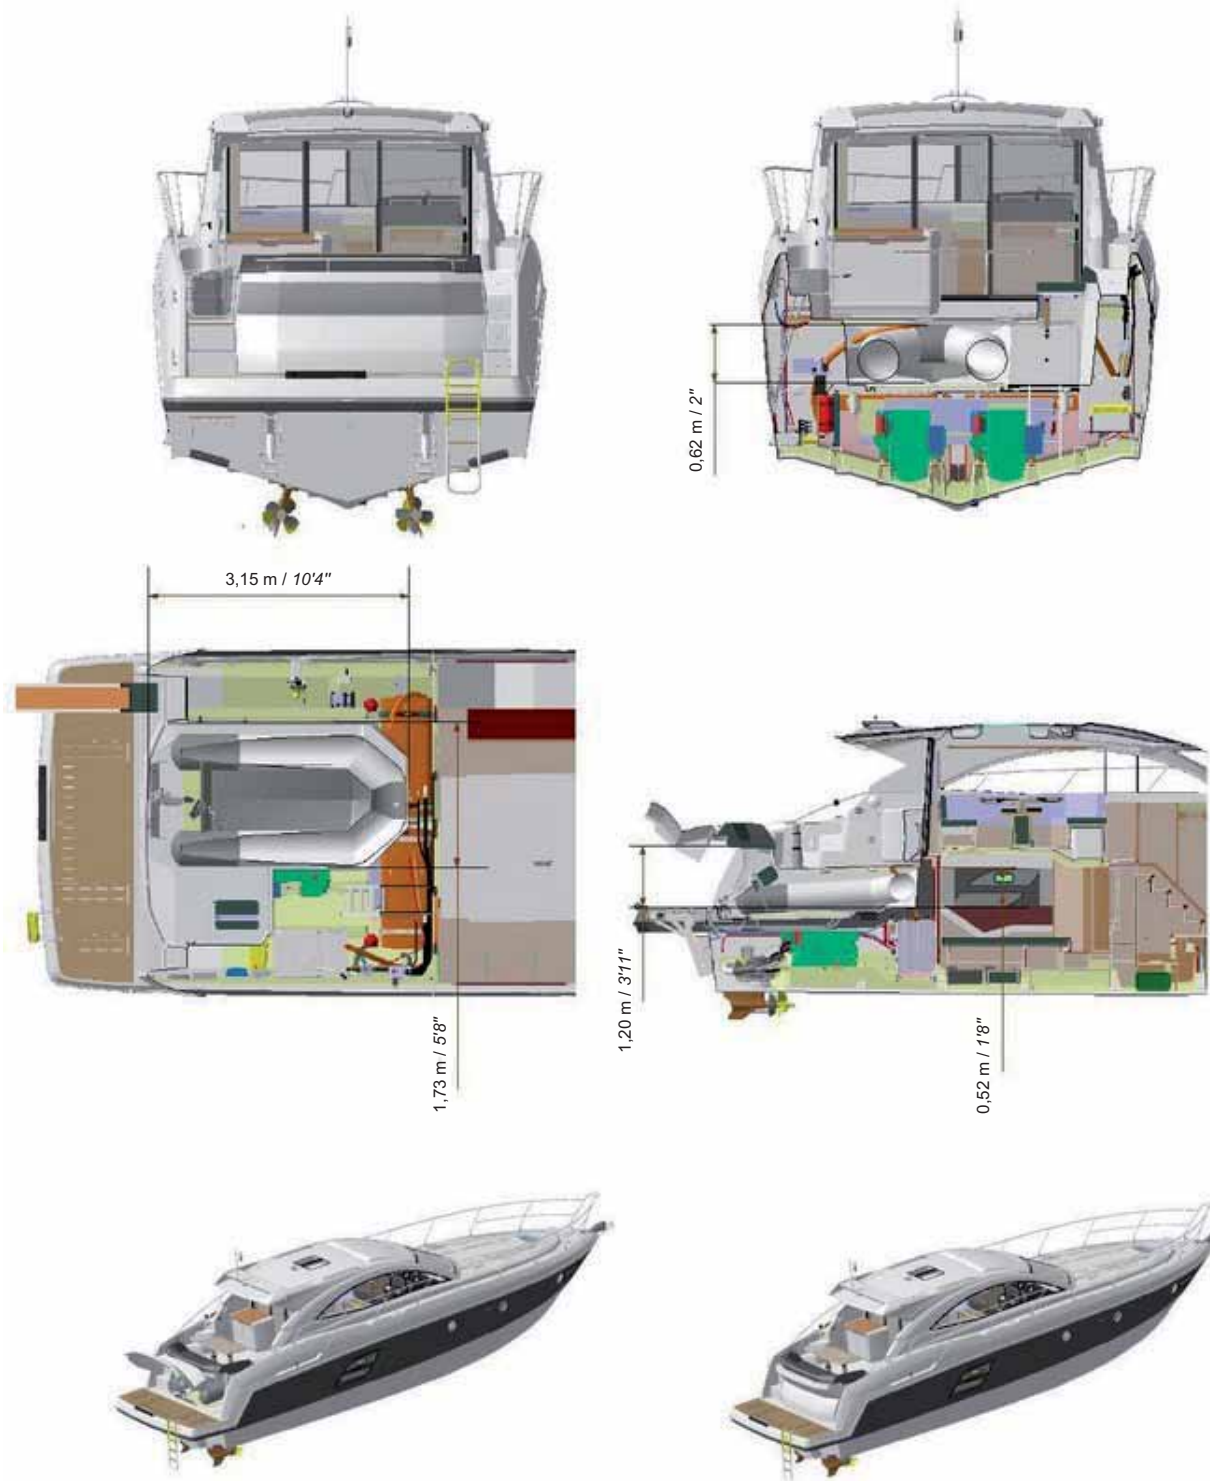 0,62 m / 2"
3,15 m / 10'4"
1,73 m / 5'8"
1,20 m / 3'11"
0,52 m / 1'8"